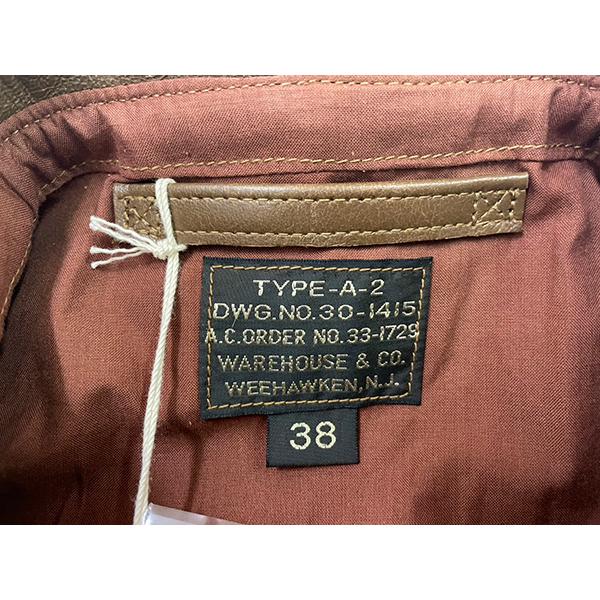 TYPE-A-2
DWG.NO.30-1415
A.C.ORDER NO.33-1729
WAREHOUSE & CO.
WEEHAWKEN, N.J.
38